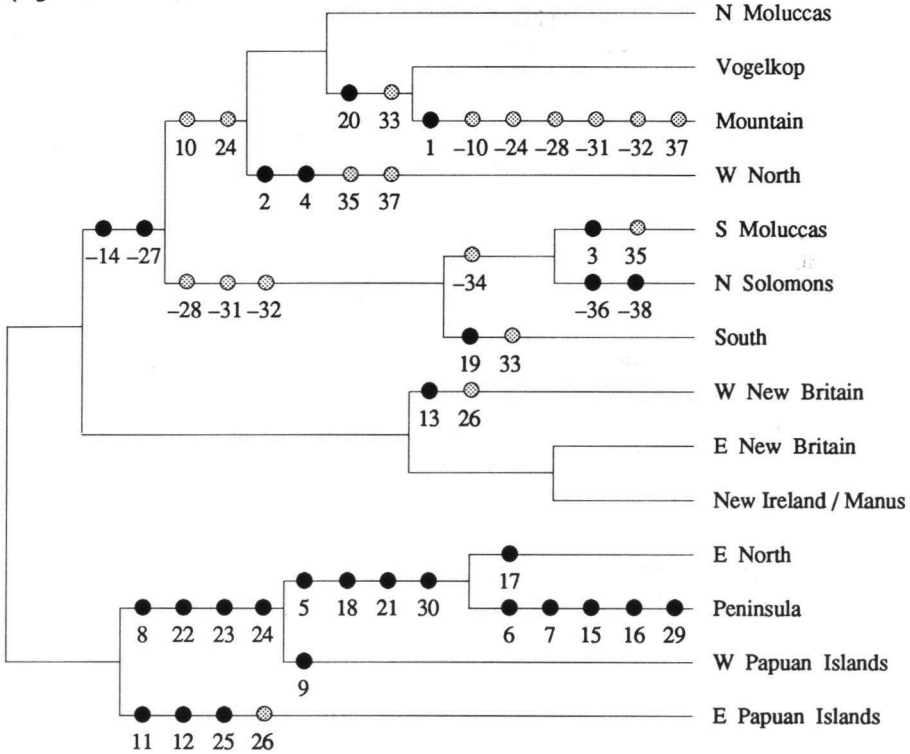 N Moluccas
Vogelkop
20 33
Mountain
10 24
1 –10 –24 –28 –31 –32 37
W North
2 4 35 37
S Moluccas
–14 –27
3 35
–34
N Solomons
–28 –31 –32
–36 –38
South
19 33
W New Britain
13 26
E New Britain
New Ireland / Manus
E North
17
5 18 21 30
Peninsula
8 22 23 24
6 7 15 16 29
W Papuan Islands
9
E Papuan Islands
11 12 25 26